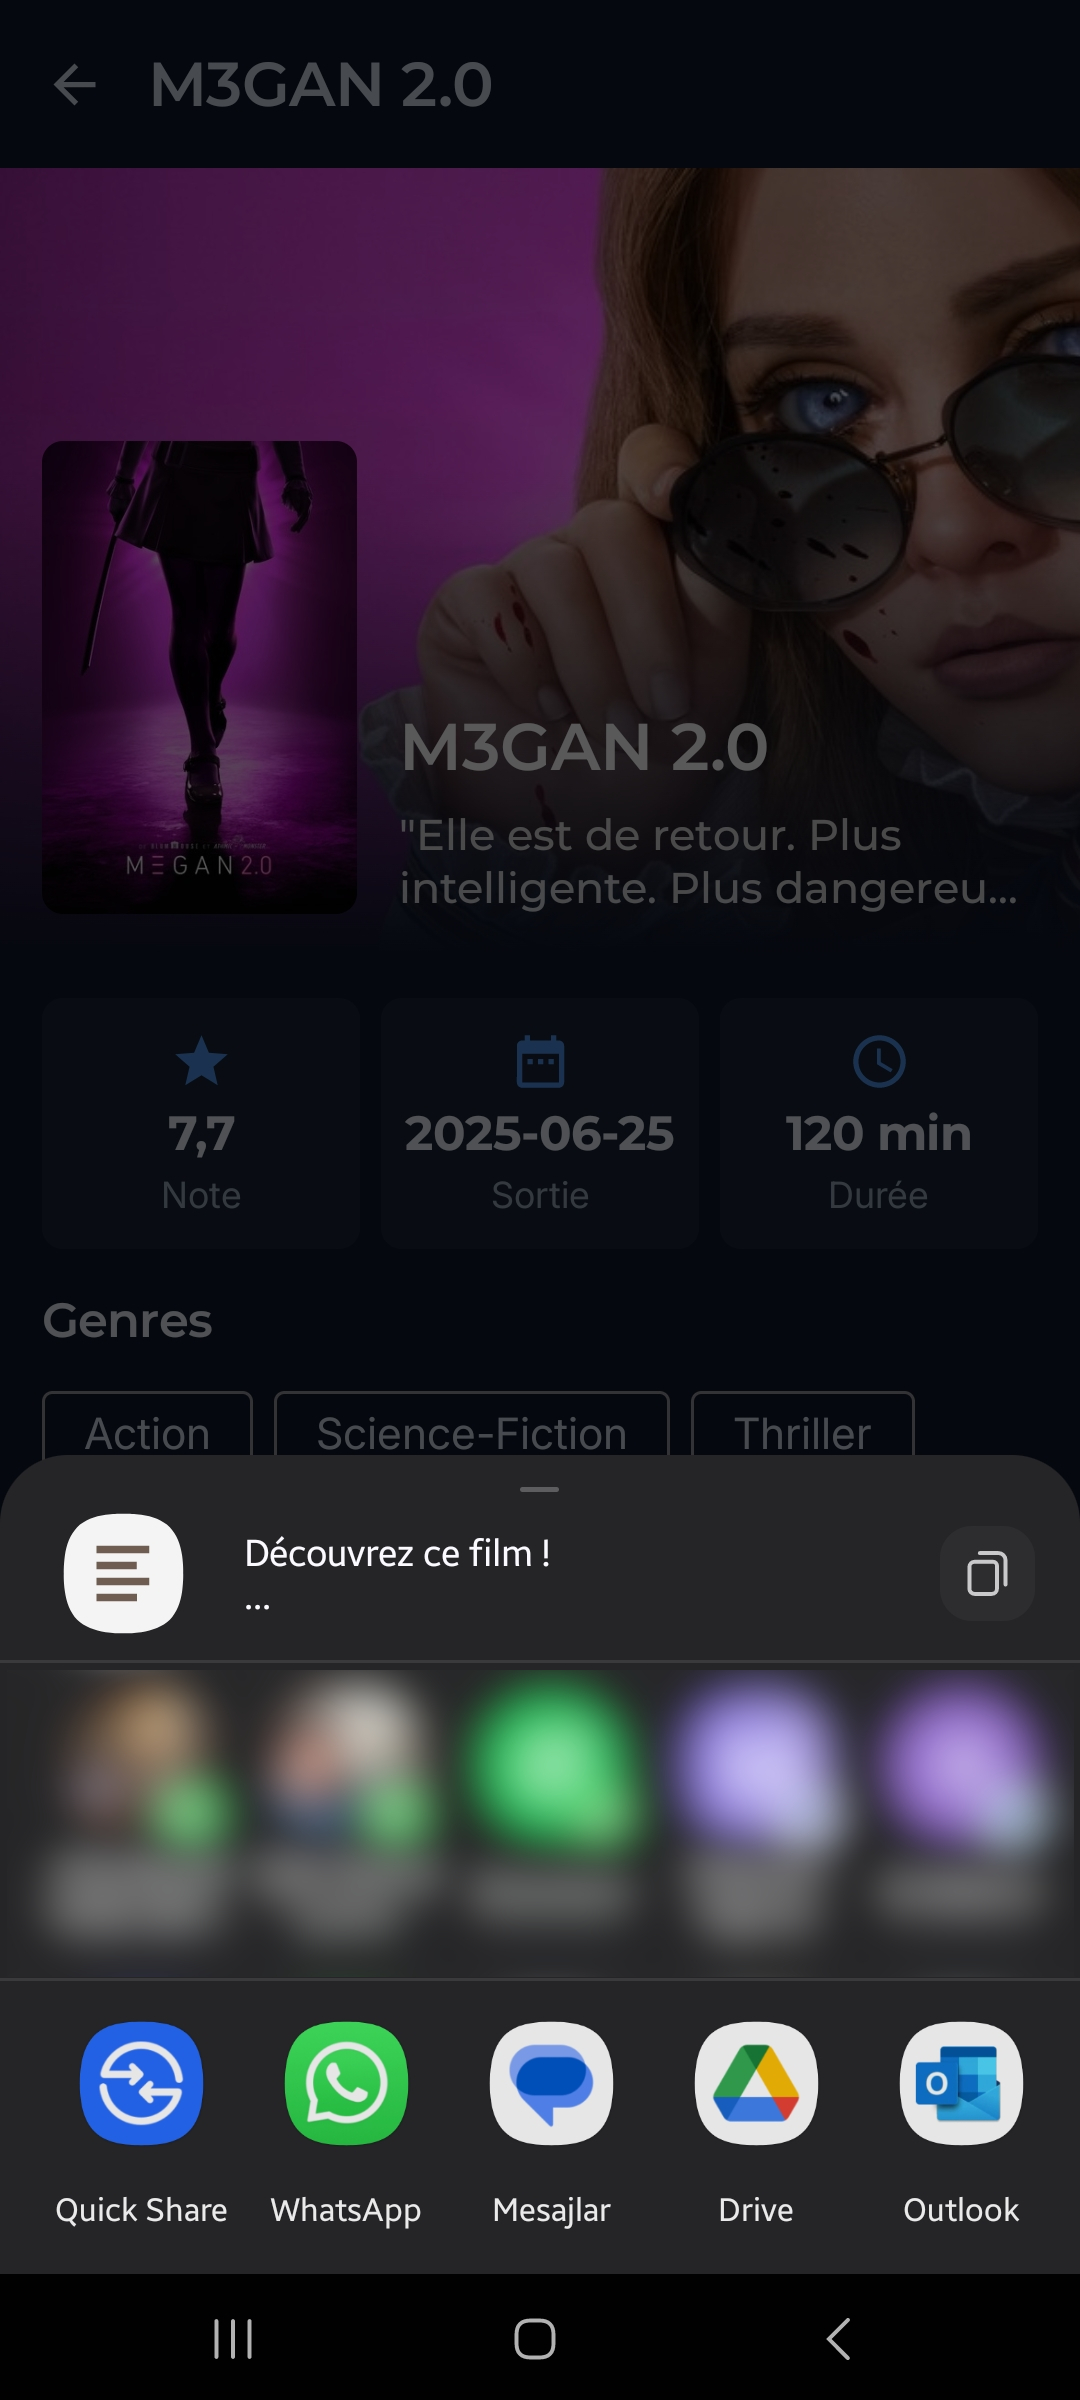 M3GAN 2.0
MΞGAN 2.0
M3GAN 2.0
"Elle est de retour. Plus
intelligente. Plus dangereu...
7,7
Note
2025-06-25
Sortie
120 min
Durée
Genres
Action
Science-Fiction
Thriller
Découvrez ce film !
...
Quick Share
WhatsApp
Mesajlar
Drive
Outlook